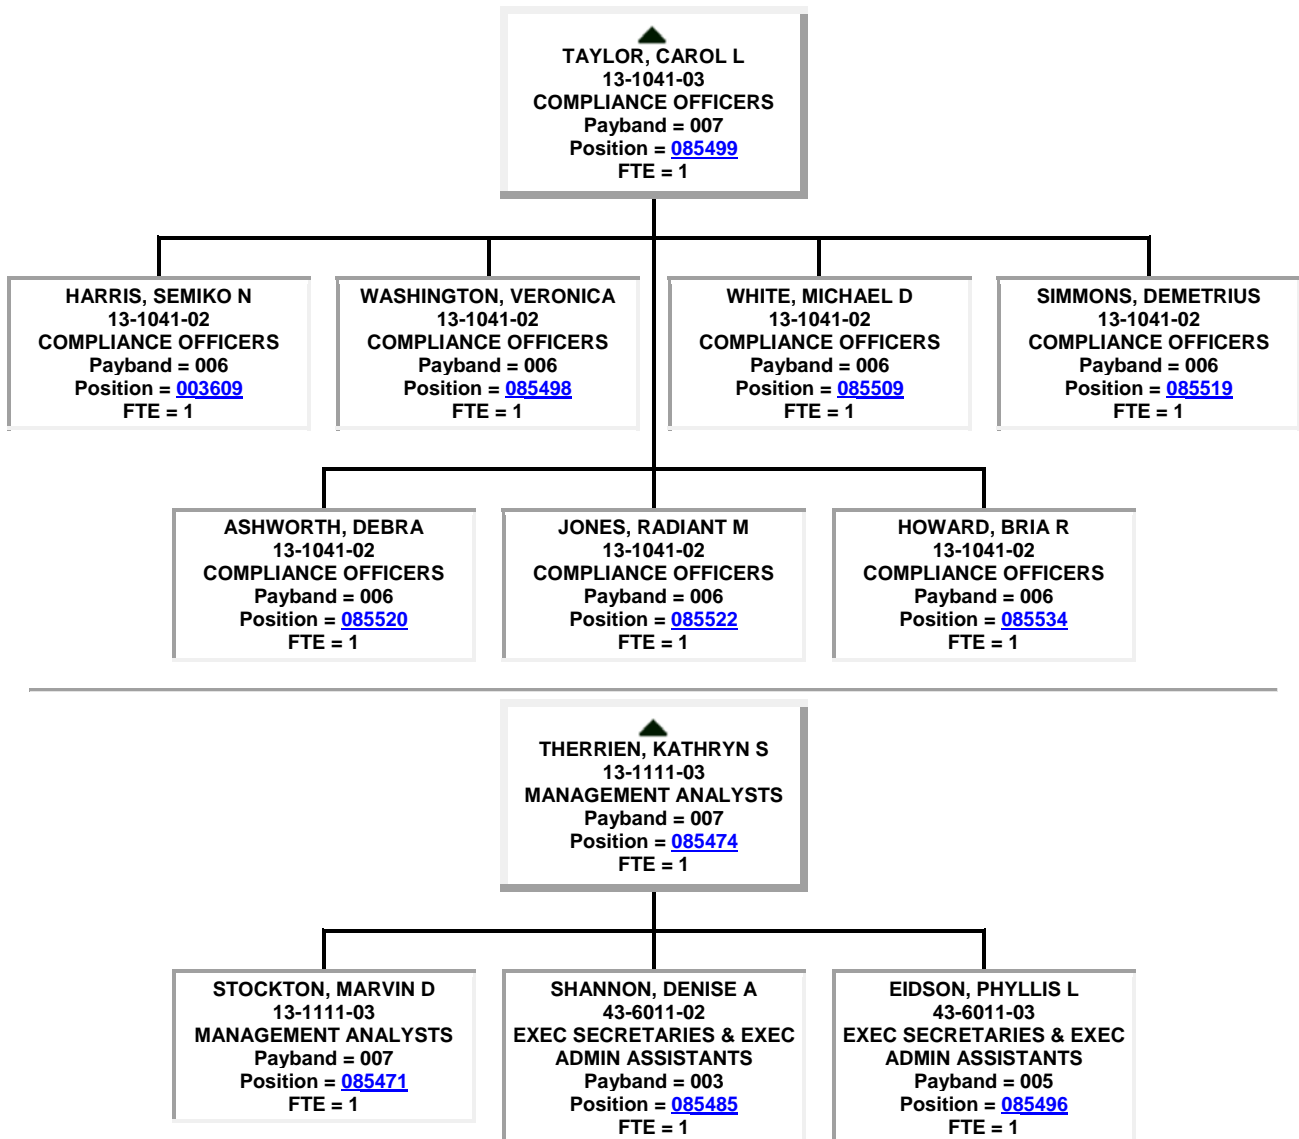 TAYLOR, CAROL L
13-1041-03
COMPLIANCE OFFICERS
Payband = 007
Position = 085499
FTE = 1
HARRIS, SEMIKO N
13-1041-02
COMPLIANCE OFFICERS
Payband = 006
Position = 003609
FTE = 1
WASHINGTON, VERONICA
13-1041-02
COMPLIANCE OFFICERS
Payband = 006
Position = 085498
FTE = 1
WHITE, MICHAEL D
13-1041-02
COMPLIANCE OFFICERS
Payband = 006
Position = 085509
FTE = 1
SIMMONS, DEMETRIUS
13-1041-02
COMPLIANCE OFFICERS
Payband = 006
Position = 085519
FTE = 1
ASHWORTH, DEBRA
13-1041-02
COMPLIANCE OFFICERS
Payband = 006
Position = 085520
FTE = 1
JONES, RADIANT M
13-1041-02
COMPLIANCE OFFICERS
Payband = 006
Position = 085522
FTE = 1
HOWARD, BRIA R
13-1041-02
COMPLIANCE OFFICERS
Payband = 006
Position = 085534
FTE = 1
THERRIEN, KATHRYN S
13-1111-03
MANAGEMENT ANALYSTS
Payband = 007
Position = 085474
FTE = 1
STOCKTON, MARVIN D
13-1111-03
MANAGEMENT ANALYSTS
Payband = 007
Position = 085471
FTE = 1
SHANNON, DENISE A
43-6011-02
EXEC SECRETARIES & EXEC
ADMIN ASSISTANTS
Payband = 003
Position = 085485
FTE = 1
EIDSON, PHYLLIS L
43-6011-03
EXEC SECRETARIES & EXEC
ADMIN ASSISTANTS
Payband = 005
Position = 085496
FTE = 1